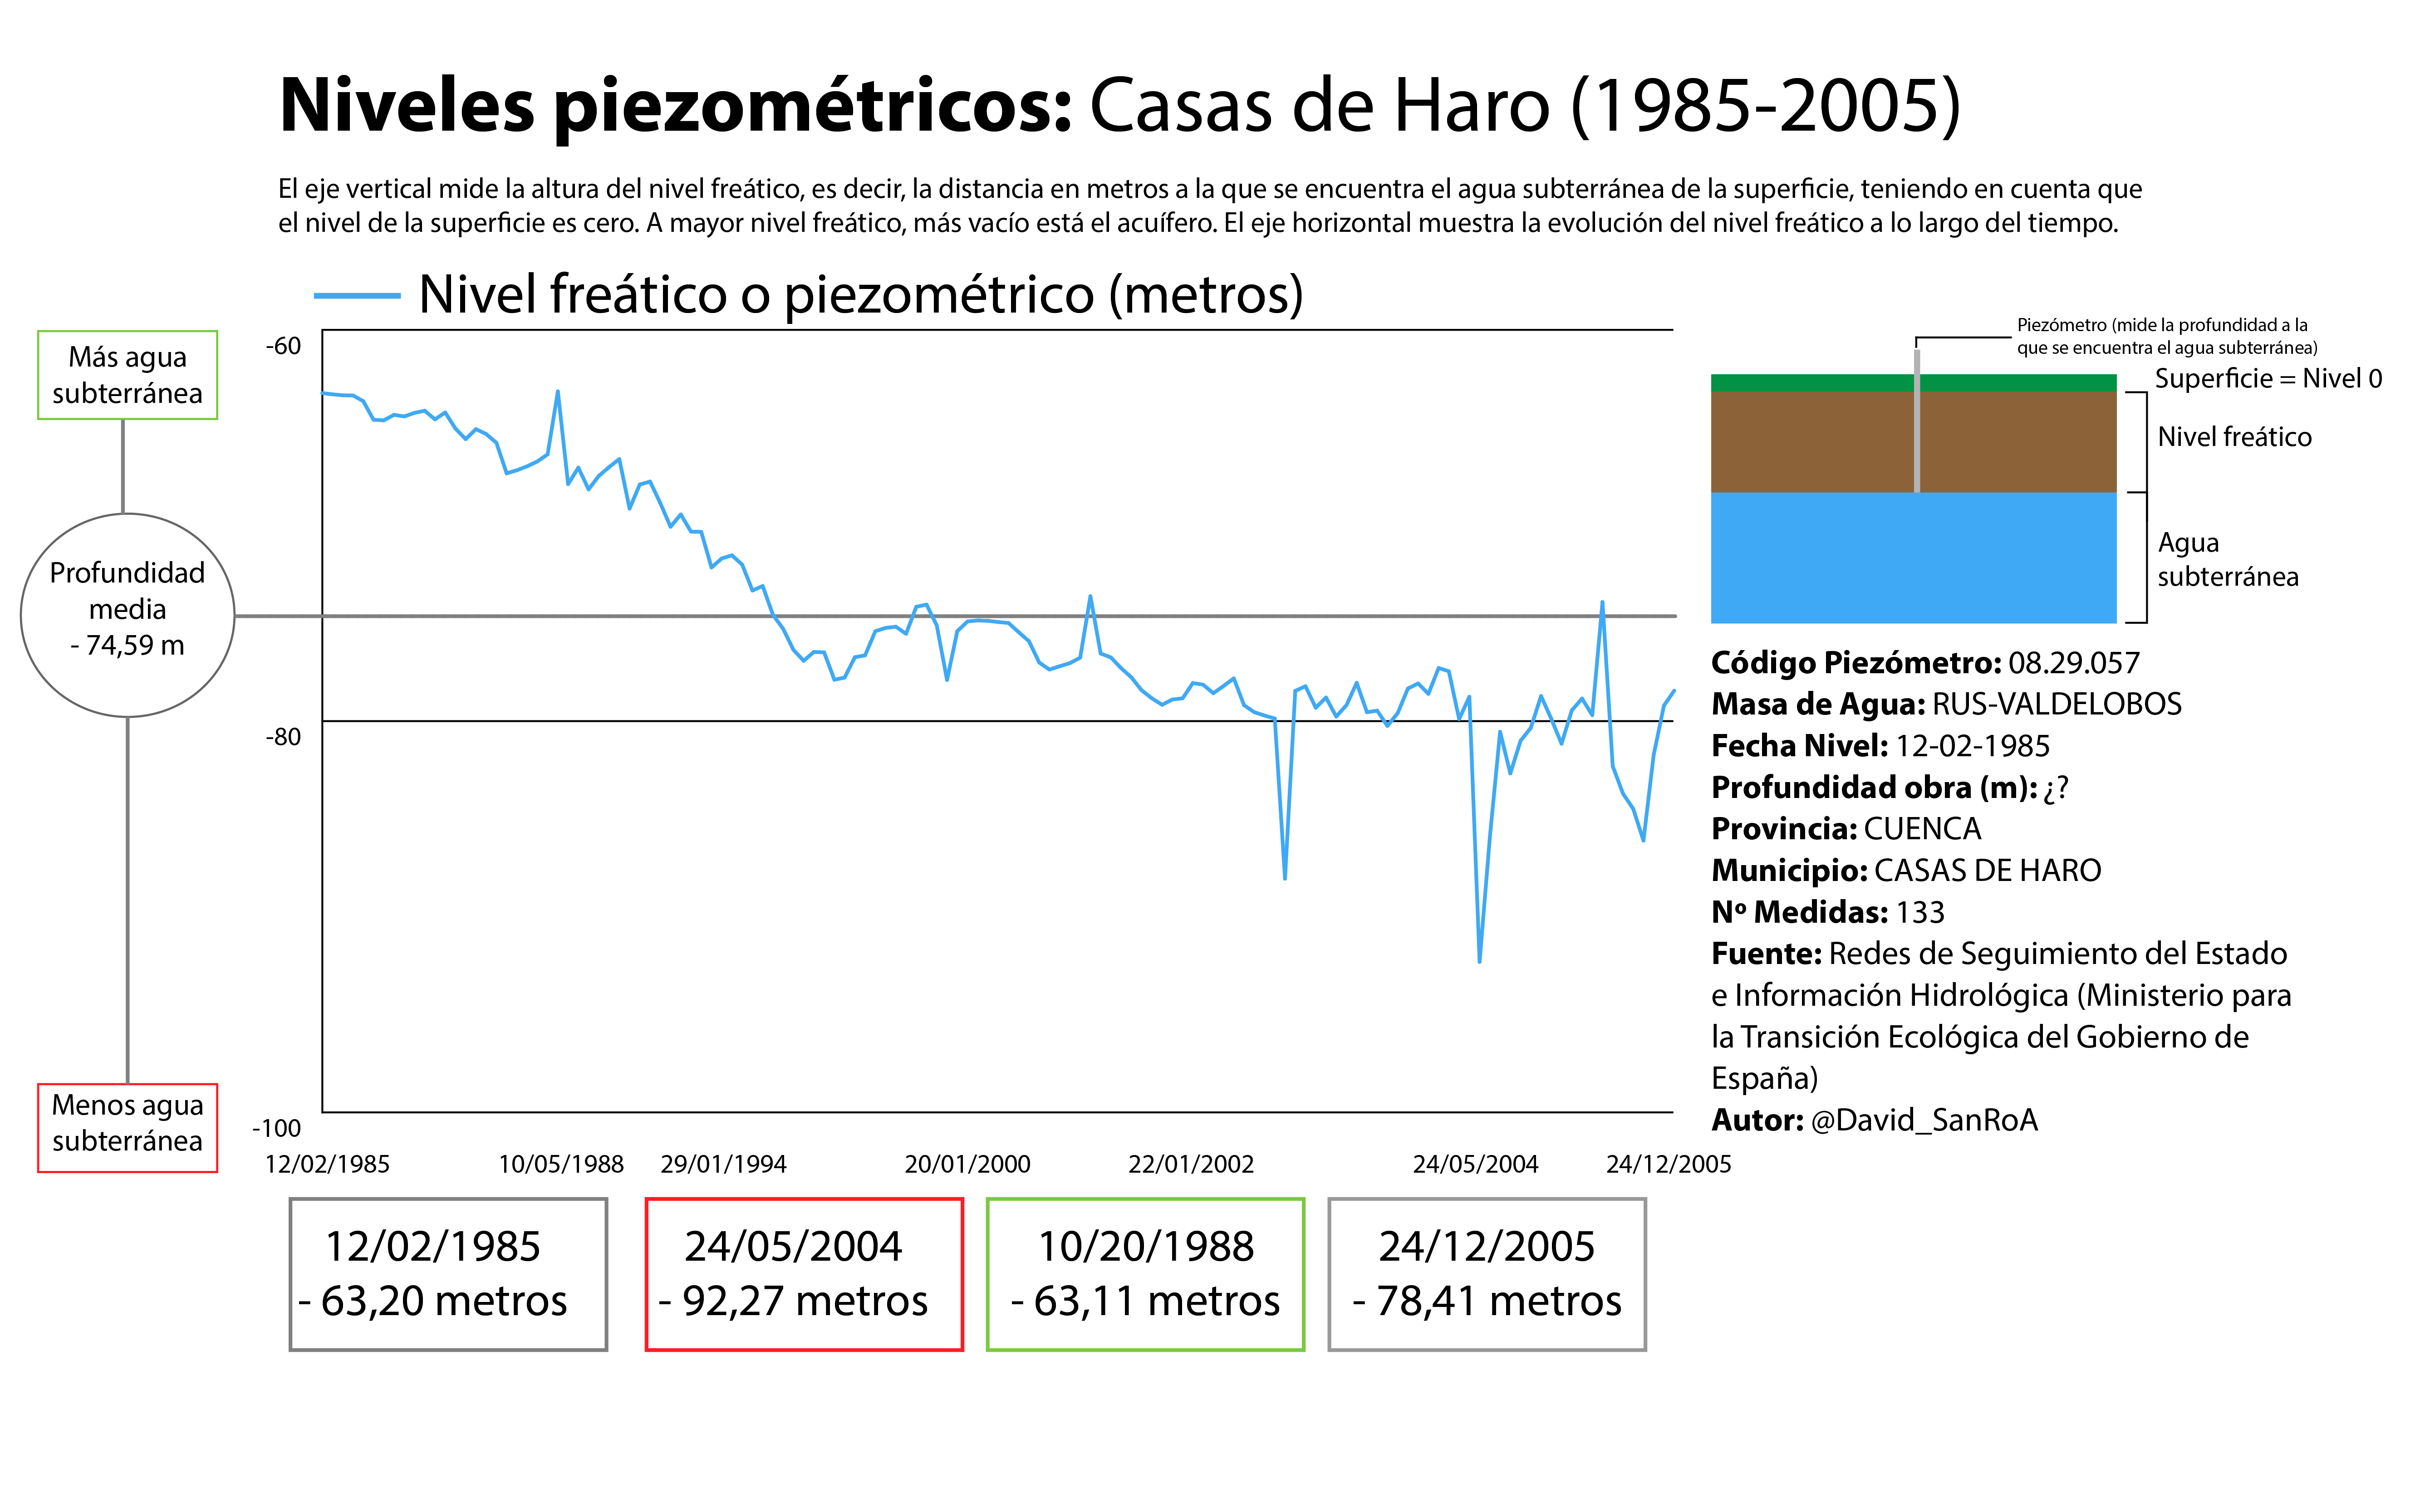 Niveles piezométricos: Casas de Haro (1985-2005)
El eje vertical mide la altura del nivel freático, es decir, la distancia en metros a la que se encuentra el agua subterránea de la superficie, teniendo en cuenta que
el nivel de la superficie es cero. A mayor nivel freático, más vacío está el acuífero. El eje horizontal muestra la evolución del nivel freático a lo largo del tiempo.
Nivel freático o piezométrico (metros)
Más agua
subterránea
Profundidad
media
- 74,59 m
Menos agua
subterránea
-60
-80
-100
12/02/1985
10/05/1988
29/01/1994
20/01/2000
22/01/2002
24/05/2004
24/12/2005
12/02/1985
- 63,20 metros
24/05/2004
- 92,27 metros
10/20/1988
- 63,11 metros
24/12/2005
- 78,41 metros
Piezómetro (mide la profundidad a la
que se encuentra el agua subterránea)
Superficie = Nivel 0
Nivel freático
Agua
subterránea
Código Piezómetro: 08.29.057
Masa de Agua: RUS-VALDELOBOS
Fecha Nivel: 12-02-1985
Profundidad obra (m): ¿?
Provincia: CUENCA
Municipio: CASAS DE HARO
Nº Medidas: 133
Fuente: Redes de Seguimiento del Estado
e Información Hidrológica (Ministerio para
la Transición Ecológica del Gobierno de
España)
Autor: @David_SanRoA